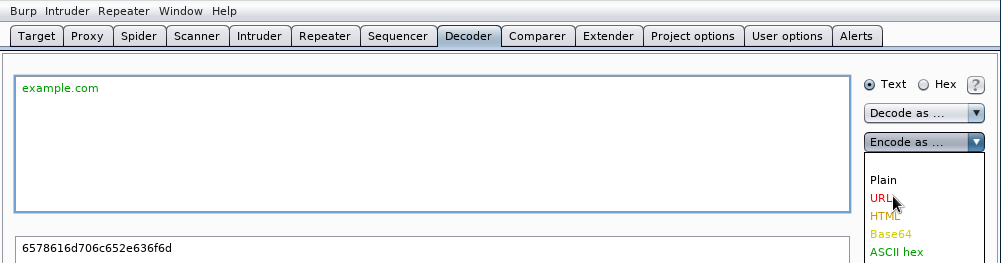 Burp Intruder Repeater Window Help
Target Proxy Spider Scanner Intruder Repeater Sequencer Decoder Comparer Extender Project options User options Alerts
example.com
Text Hex ?
Decode as ...
Encode as ...
Plain
URL
HTML
Base64
ASCII hex
6578616d706c652e636f6d